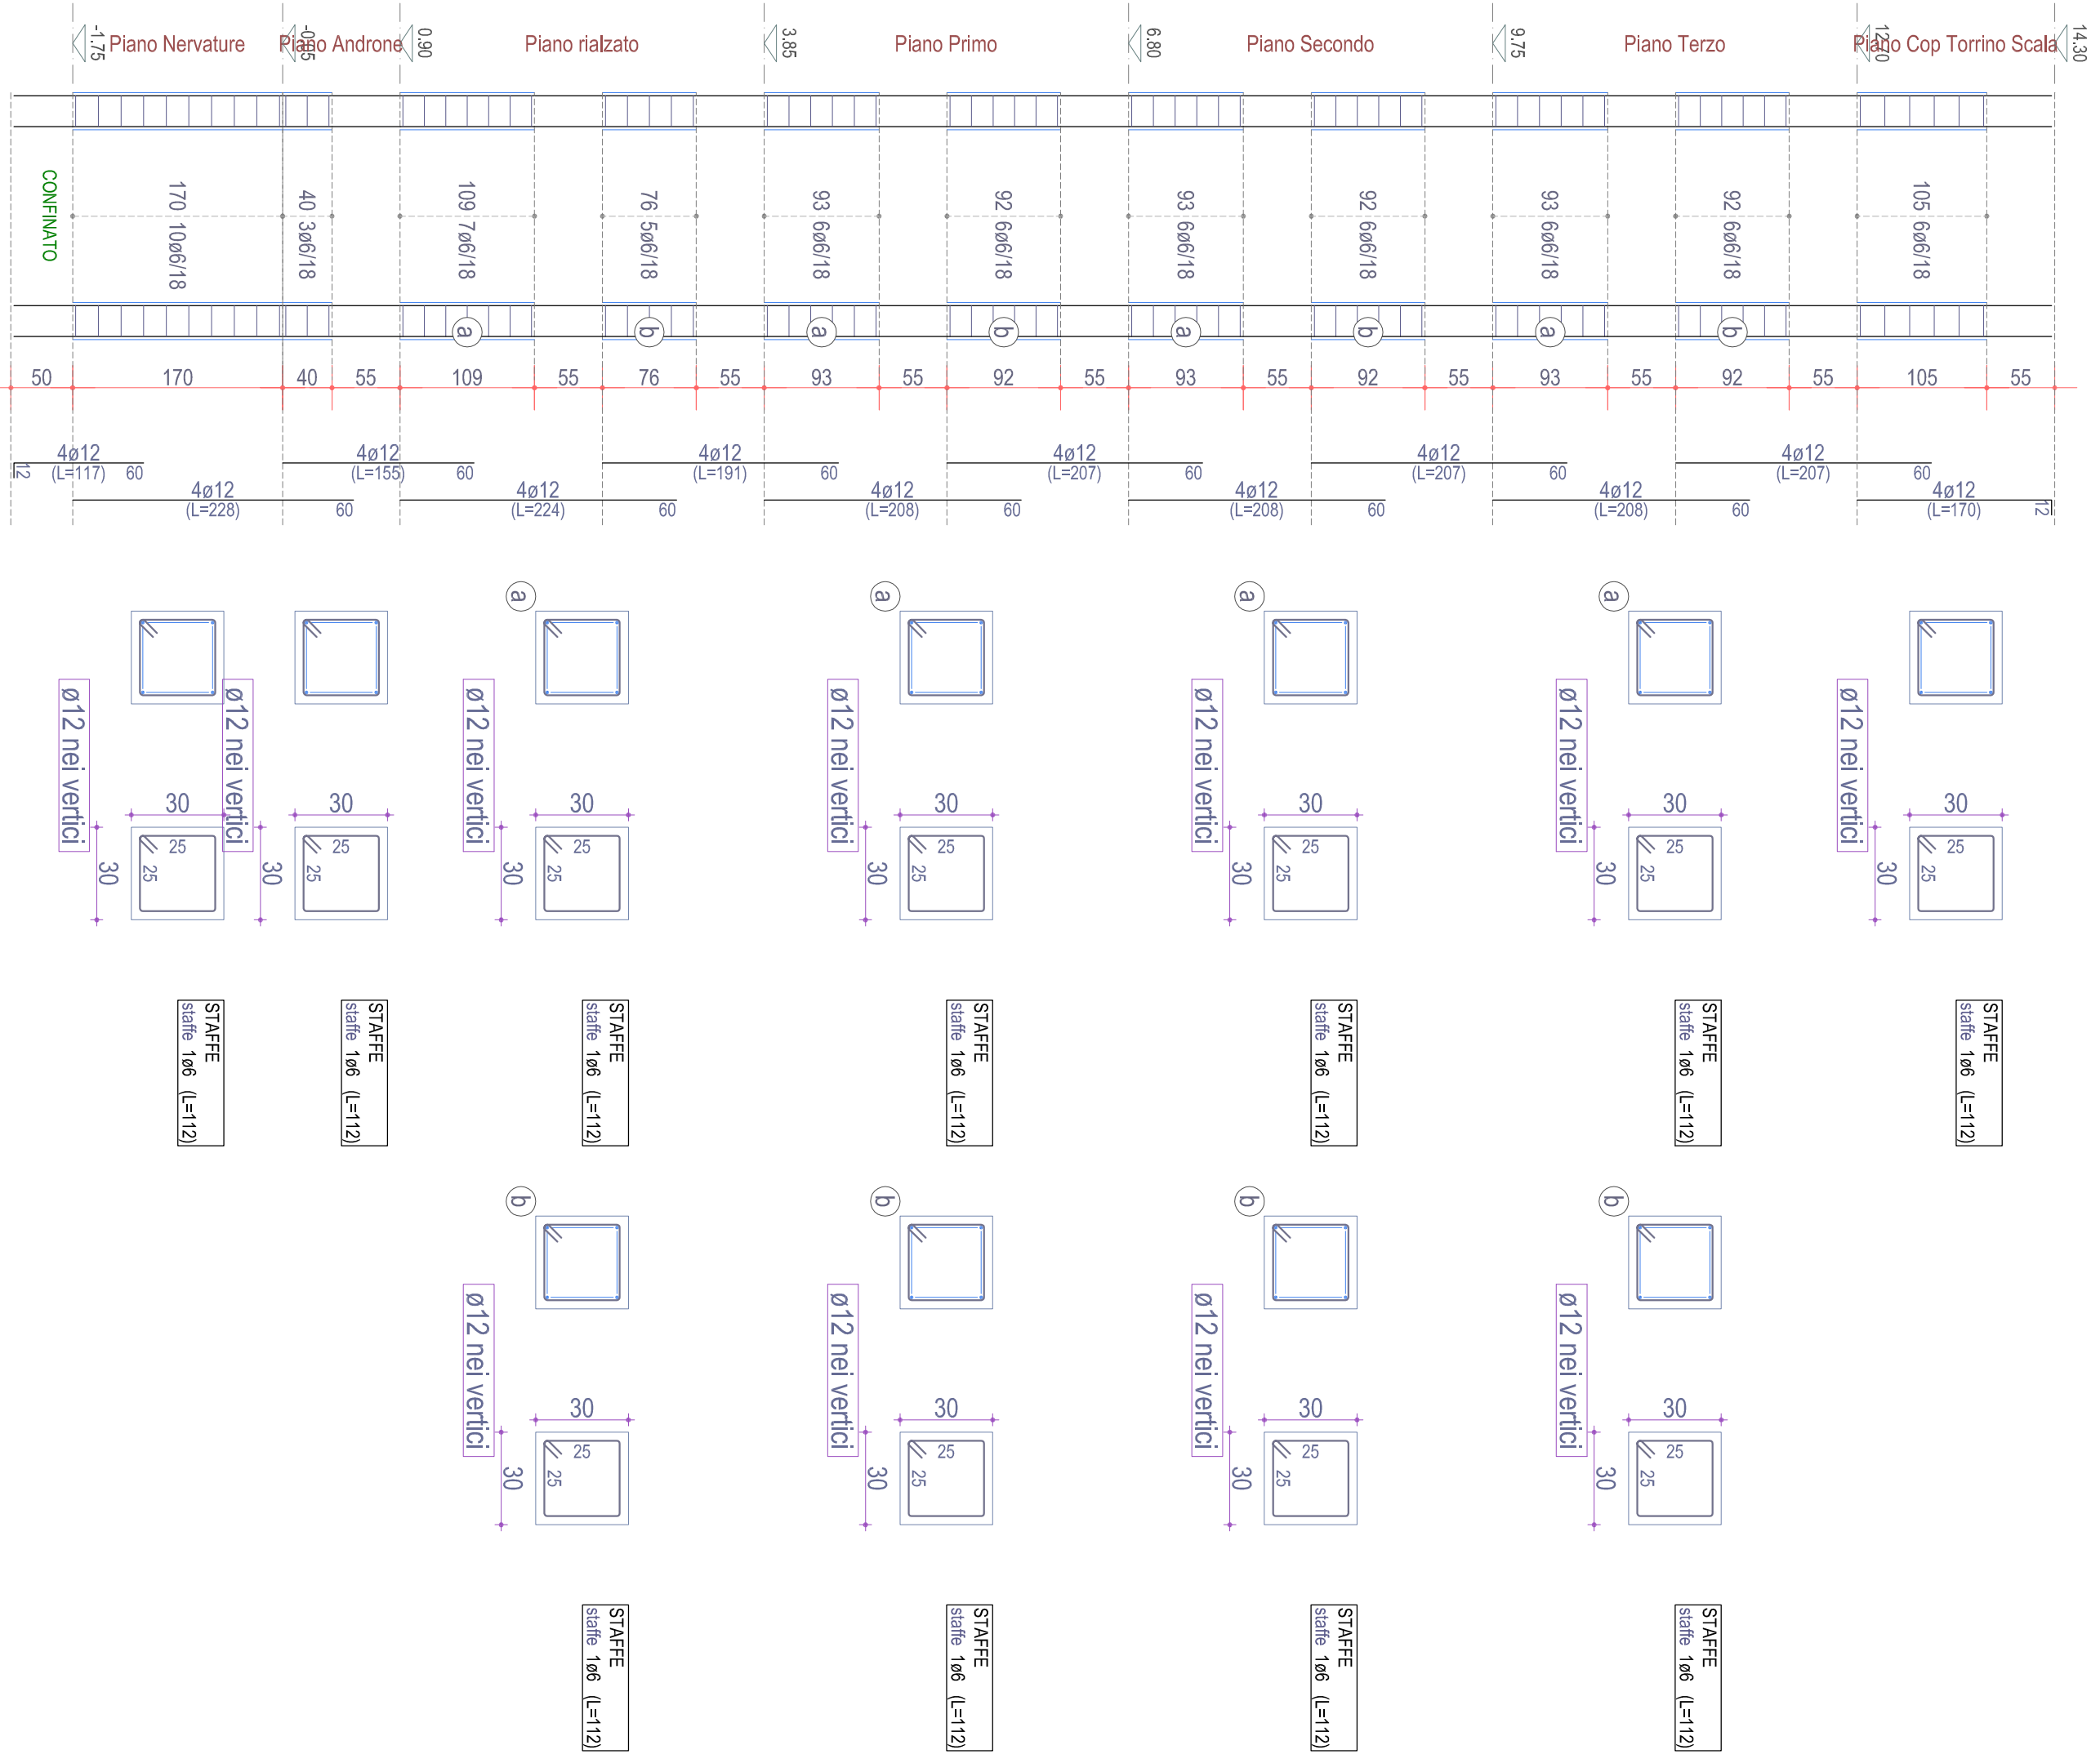 -1.75
Piano Nervature
-0.05
Piano Androne
0.90
Piano rialzato
3.85
Piano Primo
6.80
Piano Secondo
9.75
Piano Terzo
12.70
Piano Cop Torrino Scala
14.30
CONFINATO
170 10ø6/18
40 3ø6/18
109 7ø6/18
76 5ø6/18
93 6ø6/18
92 6ø6/18
93 6ø6/18
92 6ø6/18
93 6ø6/18
92 6ø6/18
105 6ø6/18
a b a b a b a b
50 170 40 55 109 55 76 55 93 55 92 55 93 55 92 55 93 55 92 55 105 55
4ø12 4ø12 4ø12 4ø12 4ø12 4ø12
12 (L=117) 60 (L=155) 60 (L=191) 60 (L=207) 60 (L=207) 60 (L=207) 60
4ø12 4ø12 4ø12 4ø12 4ø12 4ø12
(L=228) 60 (L=224) 60 (L=208) 60 (L=208) 60 (L=208) 60 (L=170) 12
a a a a
ø12 nei vertici
ø12 nei vertici
ø12 nei vertici
ø12 nei vertici
ø12 nei vertici
ø12 nei vertici
ø12 nei vertici
30 30 30 30 30 30 30
25 25 25 25 25 25 25
30 25 30 25 30 25 30 25 30 25 30 25 30 25
STAFFE
staffe 1ø6 (L=112)
STAFFE
staffe 1ø6 (L=112)
STAFFE
staffe 1ø6 (L=112)
STAFFE
staffe 1ø6 (L=112)
STAFFE
staffe 1ø6 (L=112)
STAFFE
staffe 1ø6 (L=112)
STAFFE
staffe 1ø6 (L=112)
b b b b
ø12 nei vertici
ø12 nei vertici
ø12 nei vertici
ø12 nei vertici
30 30 30 30
25 25 25 25
30 25 30 25 30 25 30 25
STAFFE
staffe 1ø6 (L=112)
STAFFE
staffe 1ø6 (L=112)
STAFFE
staffe 1ø6 (L=112)
STAFFE
staffe 1ø6 (L=112)